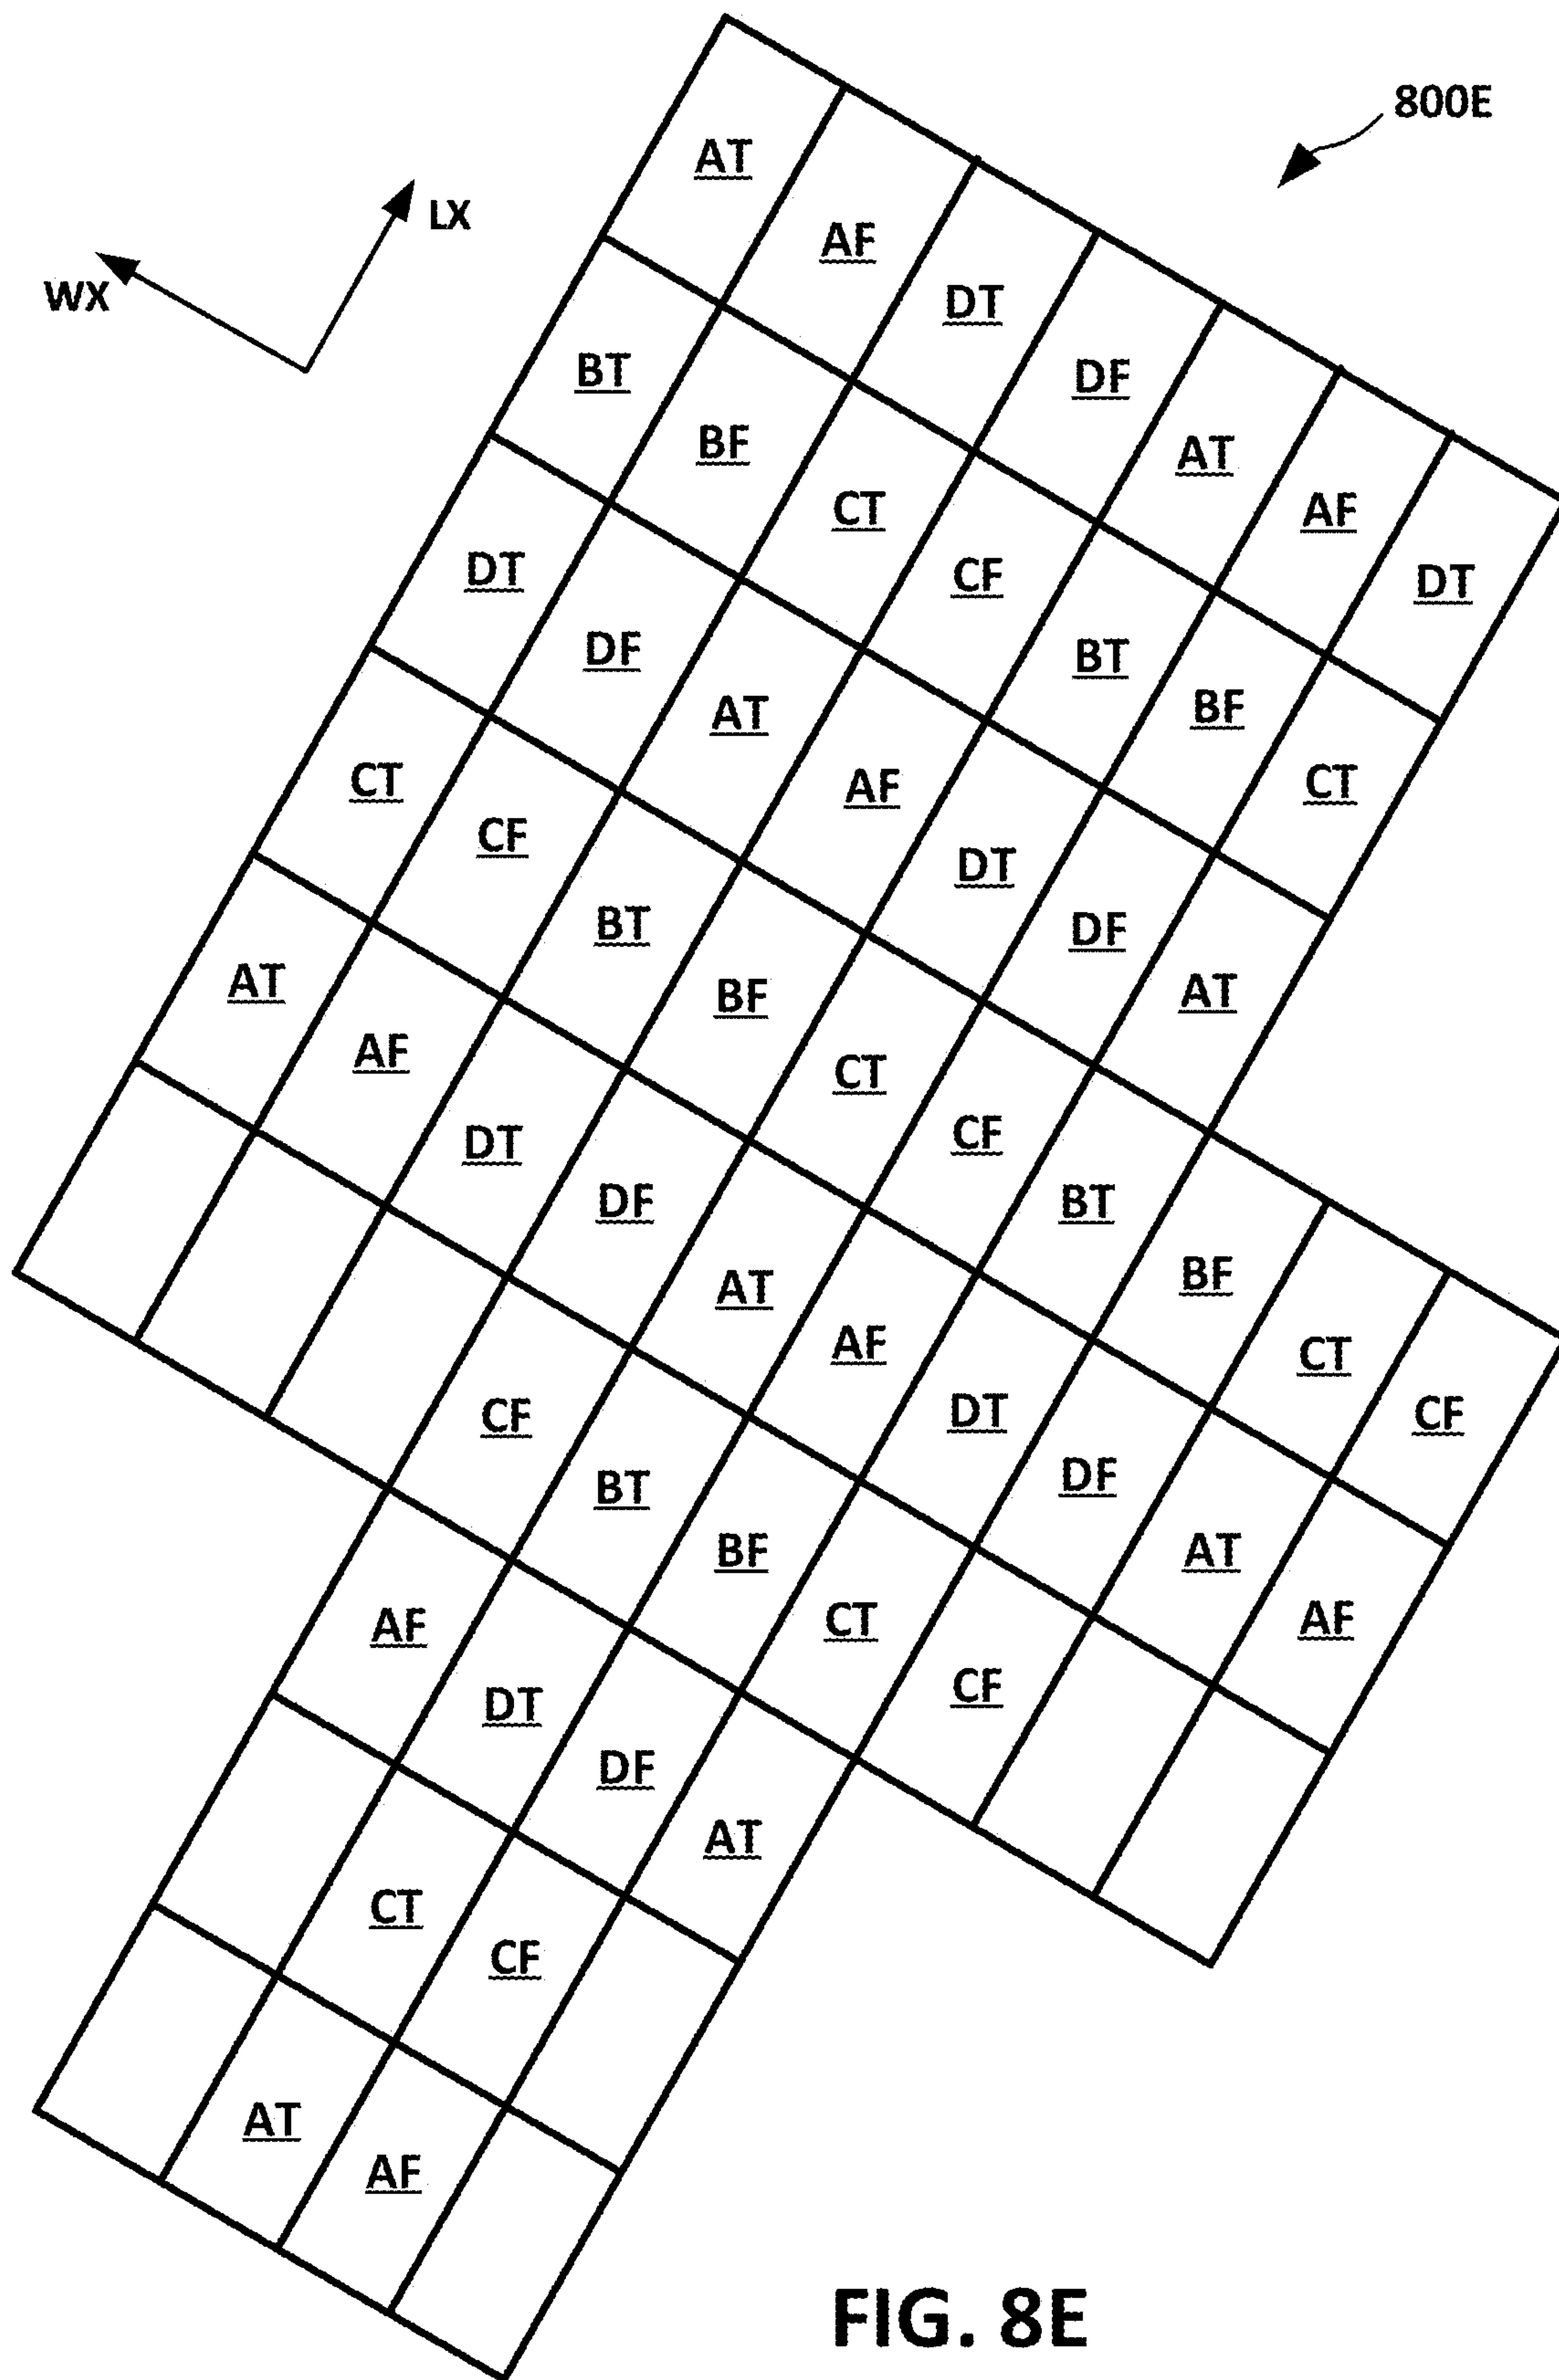 800E
LX
WX
AT AF DT DF AT AF DT
BT BF CT CF BT BF CT
DT DF AT AF DT DF AT
CT CF BT BF CT CF BT BF CT CF
AT AF DT DF AT AF DT DF AT AF
CF BT BF CT CF
AF DT DF AT
CT CF
AT AF
FIG. 8E